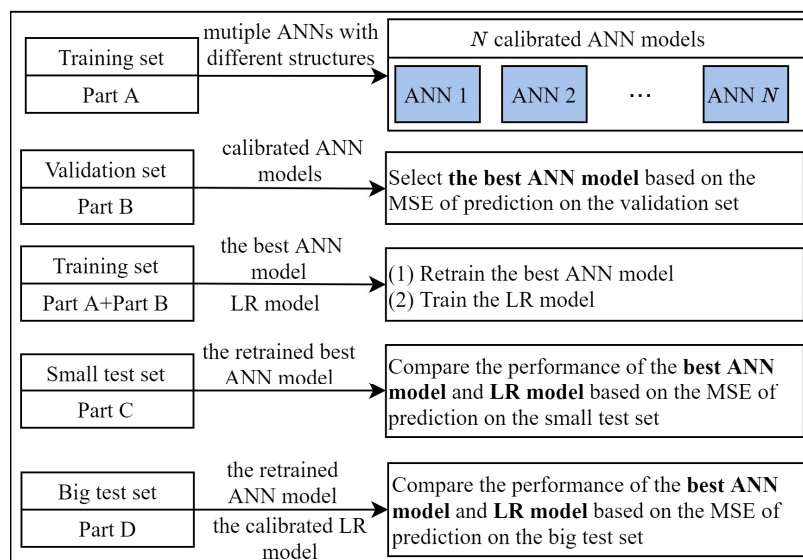 Training set
Part A
mutiple ANNs with
different structures
N calibrated ANN models
ANN 1
ANN 2
...
ANN N
Validation set
Part B
calibrated ANN
models
Select the best ANN model based on the
MSE of prediction on the validation set
Training set
Part A+Part B
the best ANN
model
LR model
(1) Retrain the best ANN model
(2) Train the LR model
Small test set
Part C
the retrained best
ANN model
Compare the performance of the best ANN
model and LR model based on the MSE of
prediction on the small test set
Big test set
Part D
the retrained
ANN model
the calibrated LR
model
Compare the performance of the best ANN
model and LR model based on the MSE of
prediction on the big test set